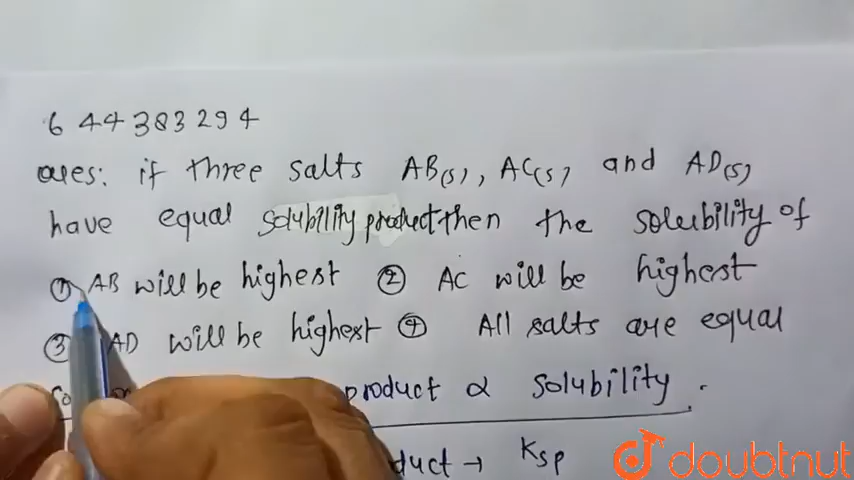 6 44383294
ques: if three salts AB(s), AC(s) and AD(s)
have equal solubility product then the solubility of
① AB will be highest ② AC will be highest
③ AD will be highest ④ All salts are equal
product α solubility.
→ Ksp
doubtnut